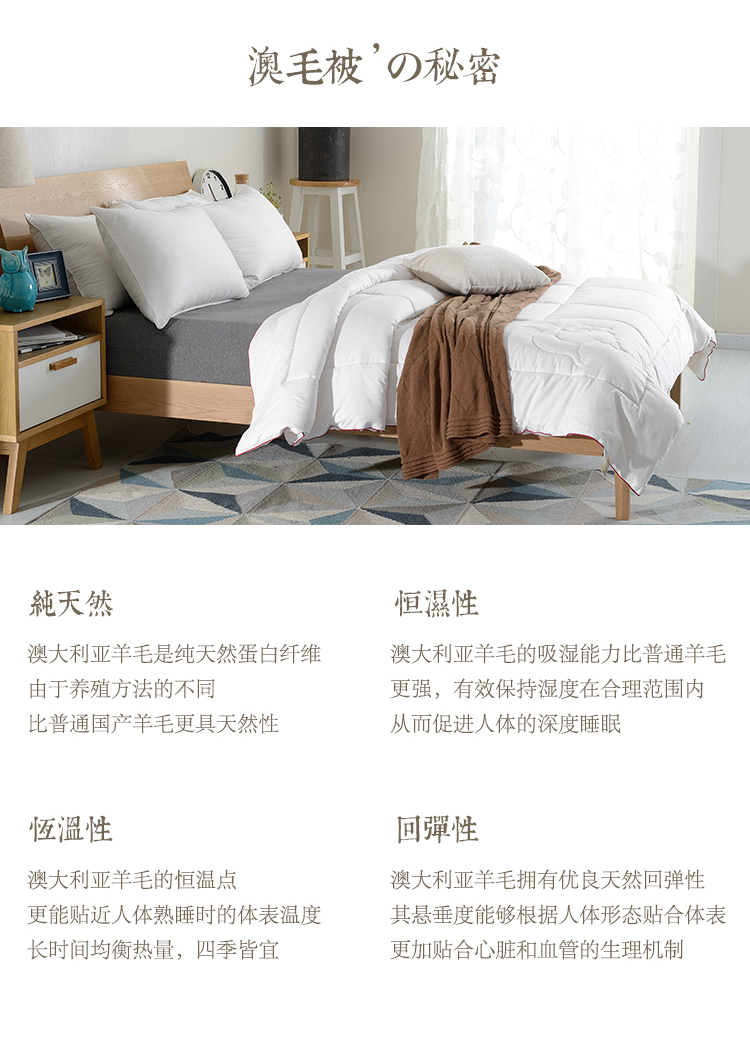 澳毛被’の秘密
純天然
澳大利亚羊毛是纯天然蛋白纤维
由于养殖方法的不同
比普通国产羊毛更具天然性
恒濕性
澳大利亚羊毛的吸湿能力比普通羊毛
更强，有效保持湿度在合理范围内
从而促进人体的深度睡眠
恆溫性
澳大利亚羊毛的恒温点
更能贴近人体熟睡时的体表温度
长时间均衡热量，四季皆宜
回彈性
澳大利亚羊毛拥有优良天然回弹性
其悬垂度能够根据人体形态贴合体表
更加贴合心脏和血管的生理机制